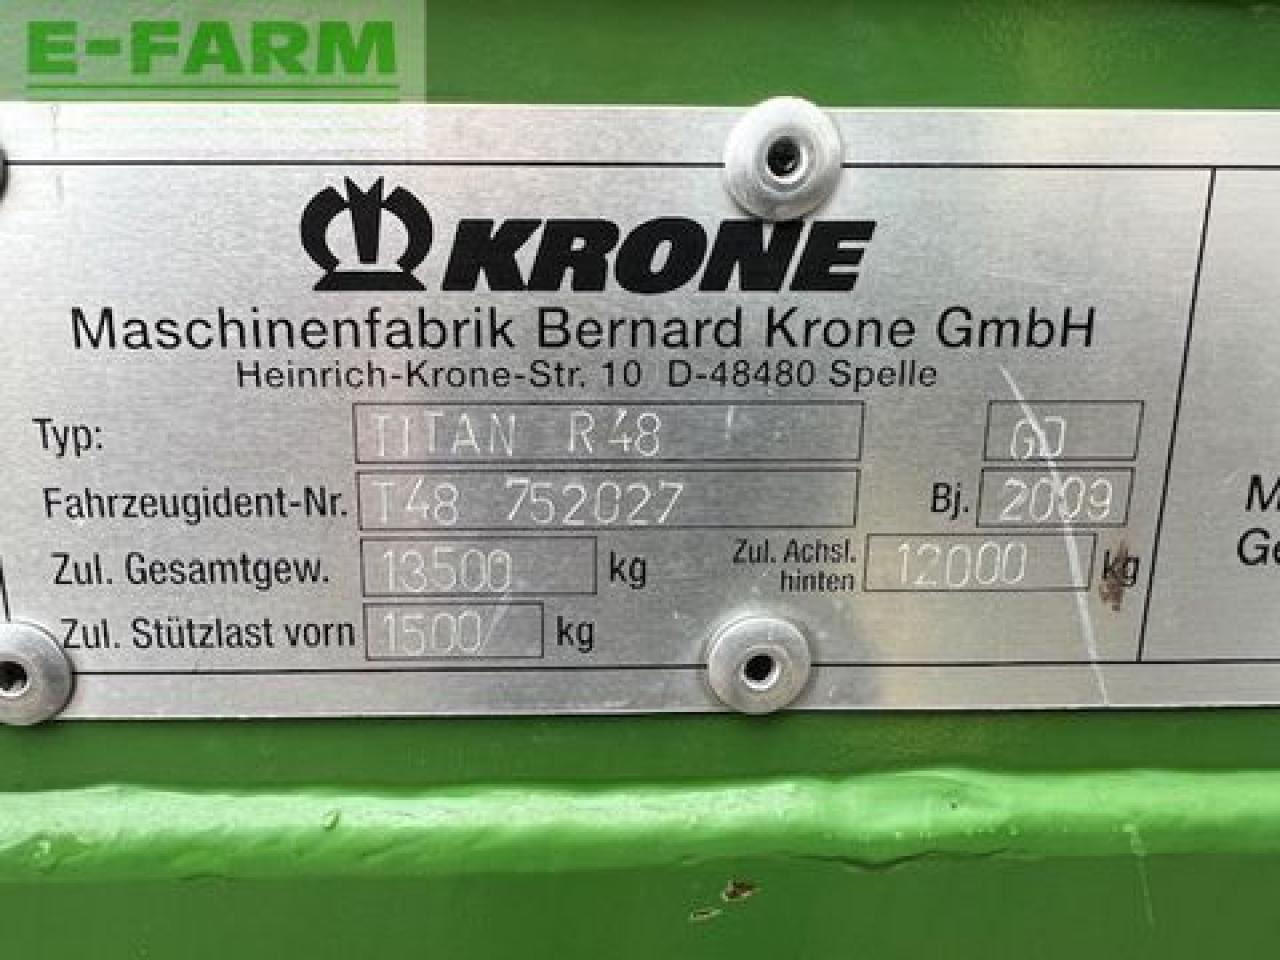 E-FARM
KRONE
Maschinenfabrik Bernard Krone GmbH
Heinrich-Krone-Str. 10 D-48480 Spelle
Typ: TITAN R48 GD
Fahrzeugident-Nr. T48 752027 Bj. 2009
Zul. Gesamtgew. 13500 kg Zul. Achsl. hinten 12000 kg
Zul. Stützlast vorn 1500 kg